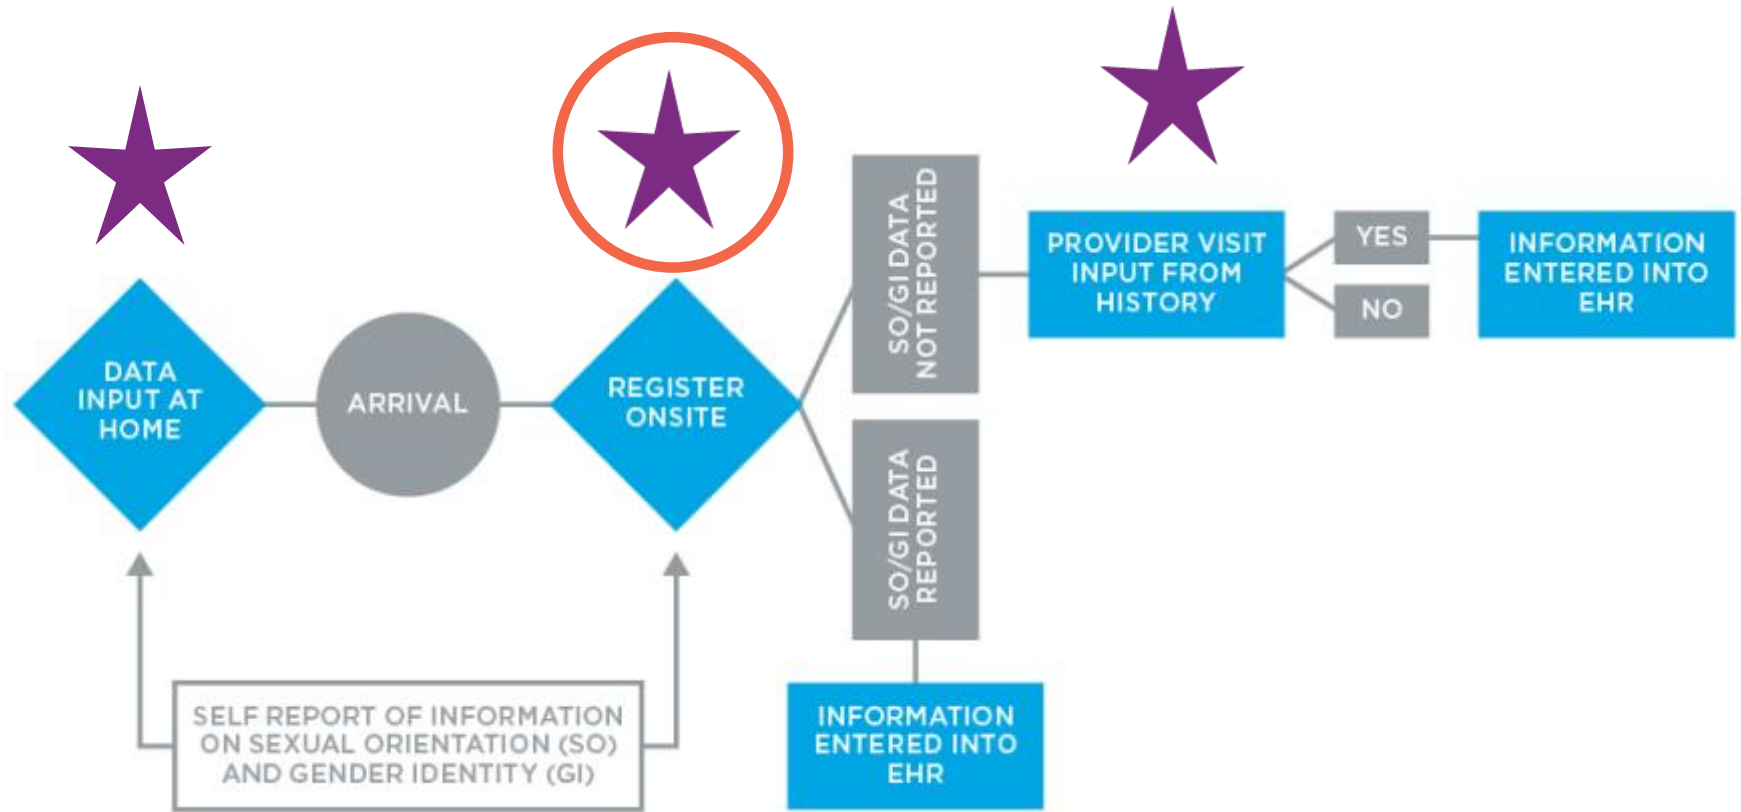 DATA
INPUT AT
HOME
ARRIVAL
REGISTER
ONSITE
SO/GI DATA
NOT REPORTED
PROVIDER VISIT
INPUT FROM
HISTORY
YES
NO
INFORMATION
ENTERED INTO
EHR
SO/GI DATA
REPORTED
INFORMATION
ENTERED INTO
EHR
SELF REPORT OF INFORMATION
ON SEXUAL ORIENTATION (SO)
AND GENDER IDENTITY (GI)